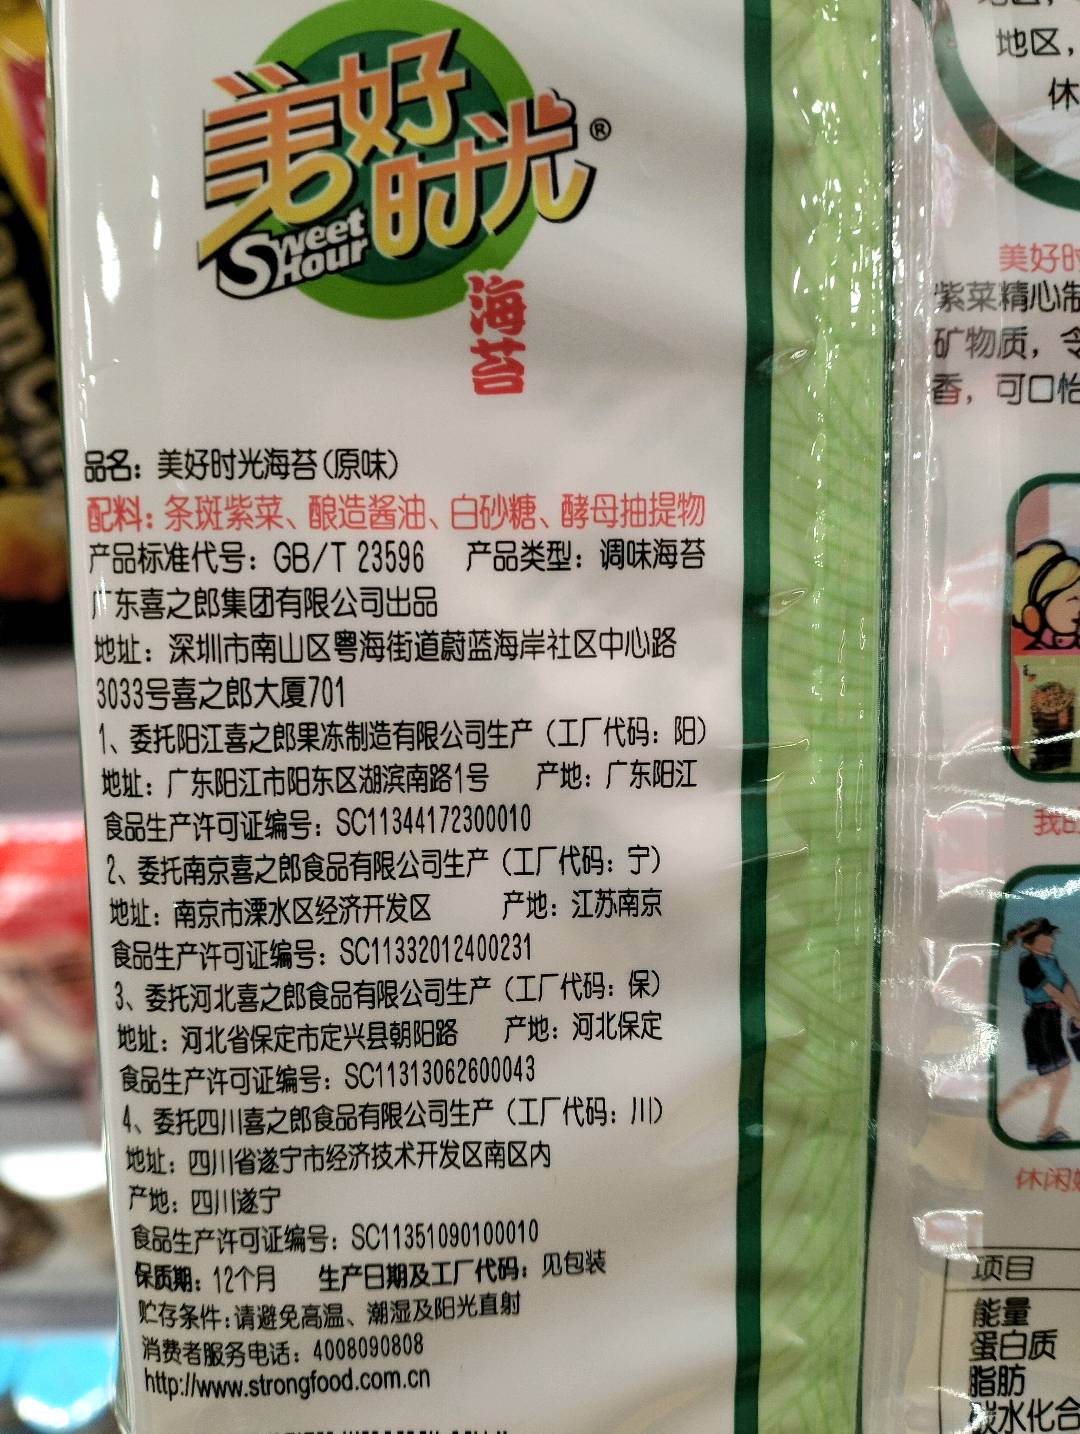 美好时光®
Sweet Hour
海苔
品名：美好时光海苔（原味）
配料：条斑紫菜、酿造酱油、白砂糖、酵母抽提物
产品标准代号：GB/T 23596 产品类型：调味海苔
广东喜之郎集团有限公司出品
地址：深圳市南山区粤海街道蔚蓝海岸社区中心路
3033号喜之郎大厦701
1、委托阳江喜之郎果冻制造有限公司生产（工厂代码：阳）
地址：广东阳江市阳东区湖滨南路1号 产地：广东阳江
食品生产许可证编号：SC11344172300010
2、委托南京喜之郎食品有限公司生产（工厂代码：宁）
地址：南京市溧水区经济开发区 产地：江苏南京
食品生产许可证编号：SC11332012400231
3、委托河北喜之郎食品有限公司生产（工厂代码：保）
地址：河北省保定市定兴县朝阳路 产地：河北保定
食品生产许可证编号：SC11313062600043
4、委托四川喜之郎食品有限公司生产（工厂代码：川）
地址：四川省遂宁市经济技术开发区南区内
产地：四川遂宁
食品生产许可证编号：SC11351090100010
保质期：12个月 生产日期及工厂代码：见包装
贮存条件：请避免高温、潮湿及阳光直射
消费者服务电话：4008090808
http://www.strongfood.com.cn
地区，
休
美好时
紫菜精心制
矿物质，令
香，可口怡
休闲
项目
能量
蛋白质
脂肪
碳水化合